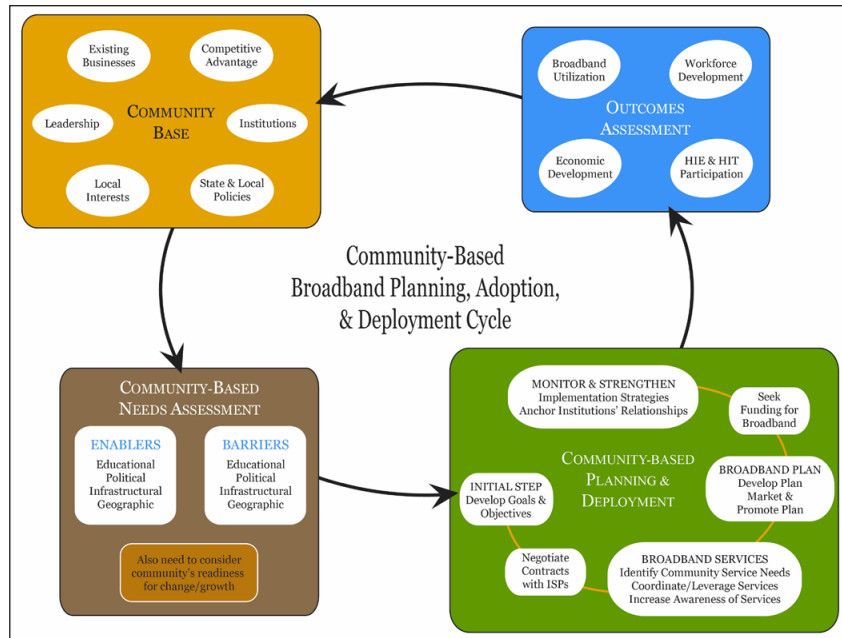 Existing
Businesses
Competitive
Advantage
Leadership
COMMUNITY
BASE
Institutions
Local
Interests
State & Local
Policies
Broadband
Utilization
Workforce
Development
OUTCOMES
ASSESSMENT
Economic
Development
HIE & HIT
Participation
Community-Based
Broadband Planning, Adoption,
& Deployment Cycle
COMMUNITY-BASED
NEEDS ASSESSMENT
ENABLERS
Educational
Political
Infrastructural
Geographic
BARRIERS
Educational
Political
Infrastructural
Geographic
Also need to consider
community's readiness
for change/growth
MONITOR & STRENGTHEN
Implementation Strategies
Anchor Institutions' Relationships
Seek
Funding for
Broadband
COMMUNITY-BASED
PLANNING &
DEPLOYMENT
INITIAL STEP
Develop Goals &
Objectives
BROADBAND PLAN
Develop Plan
Market &
Promote Plan
Negotiate
Contracts
with ISPs
BROADBAND SERVICES
Identify Community Service Needs
Coordinate/Leverage Services
Increase Awareness of Services